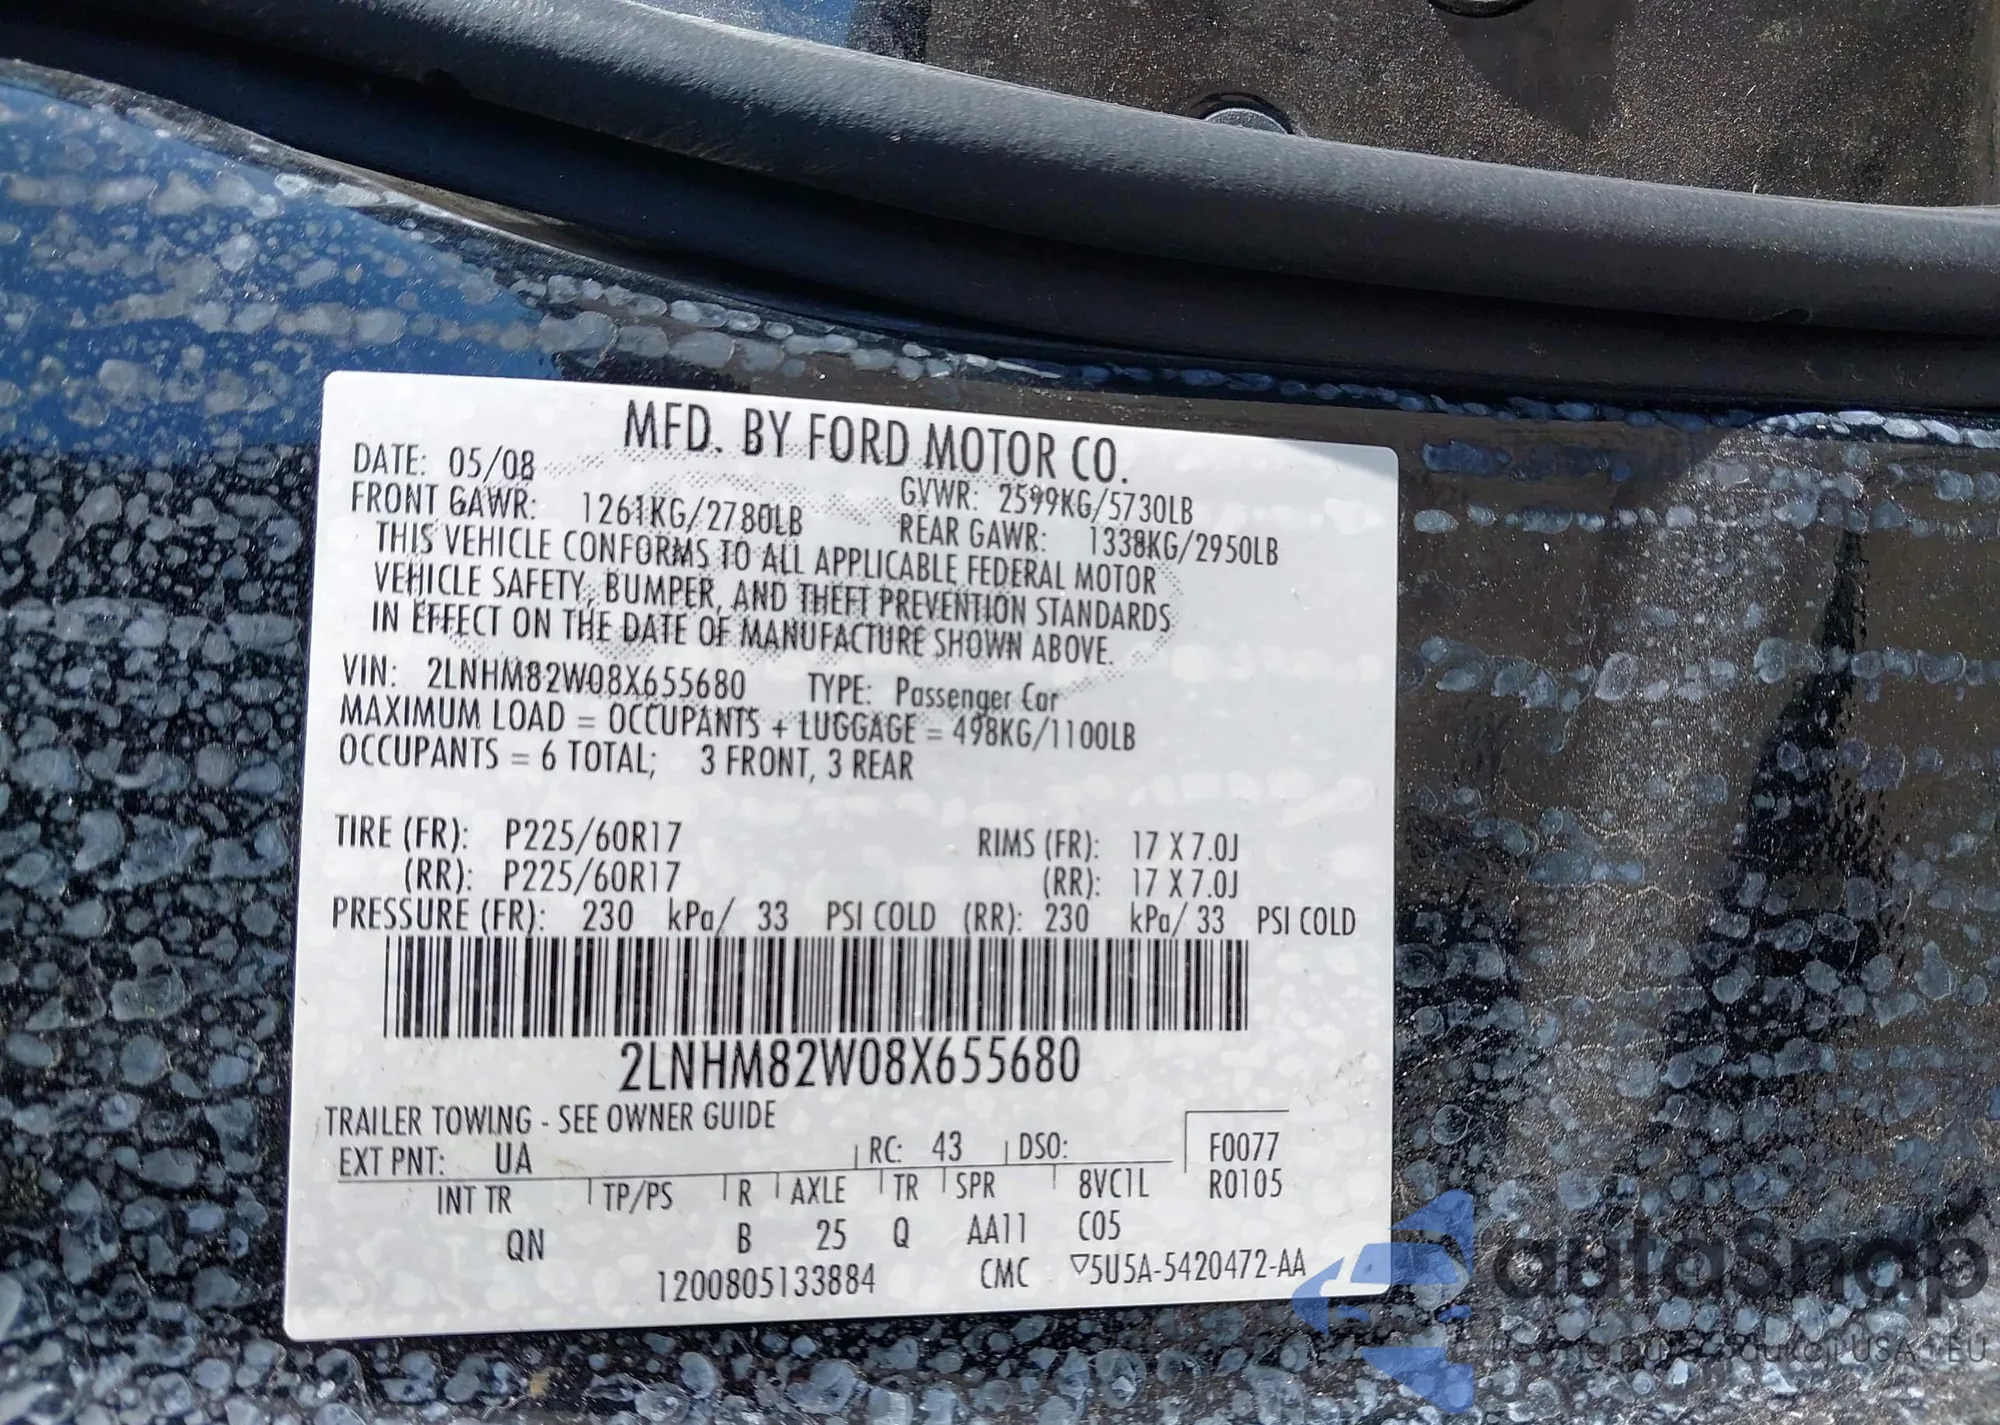 MFD. BY FORD MOTOR CO.
DATE: 05/08
GVWR: 2599KG/5730LB
FRONT GAWR: 1261KG/2780LB
REAR GAWR: 1338KG/2950LB
THIS VEHICLE CONFORMS TO ALL APPLICABLE FEDERAL MOTOR
VEHICLE SAFETY, BUMPER, AND THEFT PREVENTION STANDARDS
IN EFFECT ON THE DATE OF MANUFACTURE SHOWN ABOVE.
VIN: 2LNHM82W08X655680 TYPE: Passenger Car
MAXIMUM LOAD = OCCUPANTS + LUGGAGE = 498KG/1100LB
OCCUPANTS = 6 TOTAL; 3 FRONT, 3 REAR
TIRE (FR): P225/60R17 RIMS (FR): 17 X 7.0J
(RR): P225/60R17 (RR): 17 X 7.0J
PRESSURE (FR): 230 kPa/ 33 PSI COLD (RR): 230 kPa/ 33 PSI COLD
2LNHM82W08X655680
TRAILER TOWING - SEE OWNER GUIDE
EXT PNT: UA RC: 43 DSO: F0077
INT TR TP/PS R AXLE TR SPR 8VC1L R0105
QN B 25 Q AA11 C05
1200805133884 CMC ▽5U5A-5420472-AA
autoSnap
USA EU